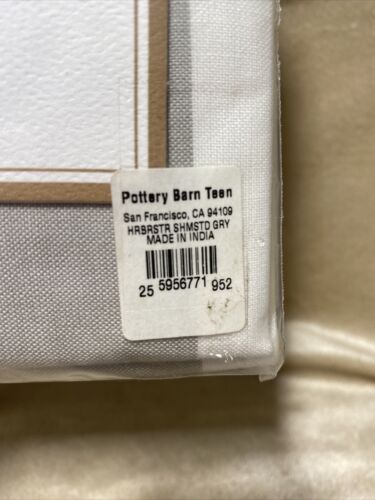 Pottery Barn Teen
San Francisco, CA 94109
HRBRSTR SHMSTD GRY
MADE IN INDIA
25 5956771 952